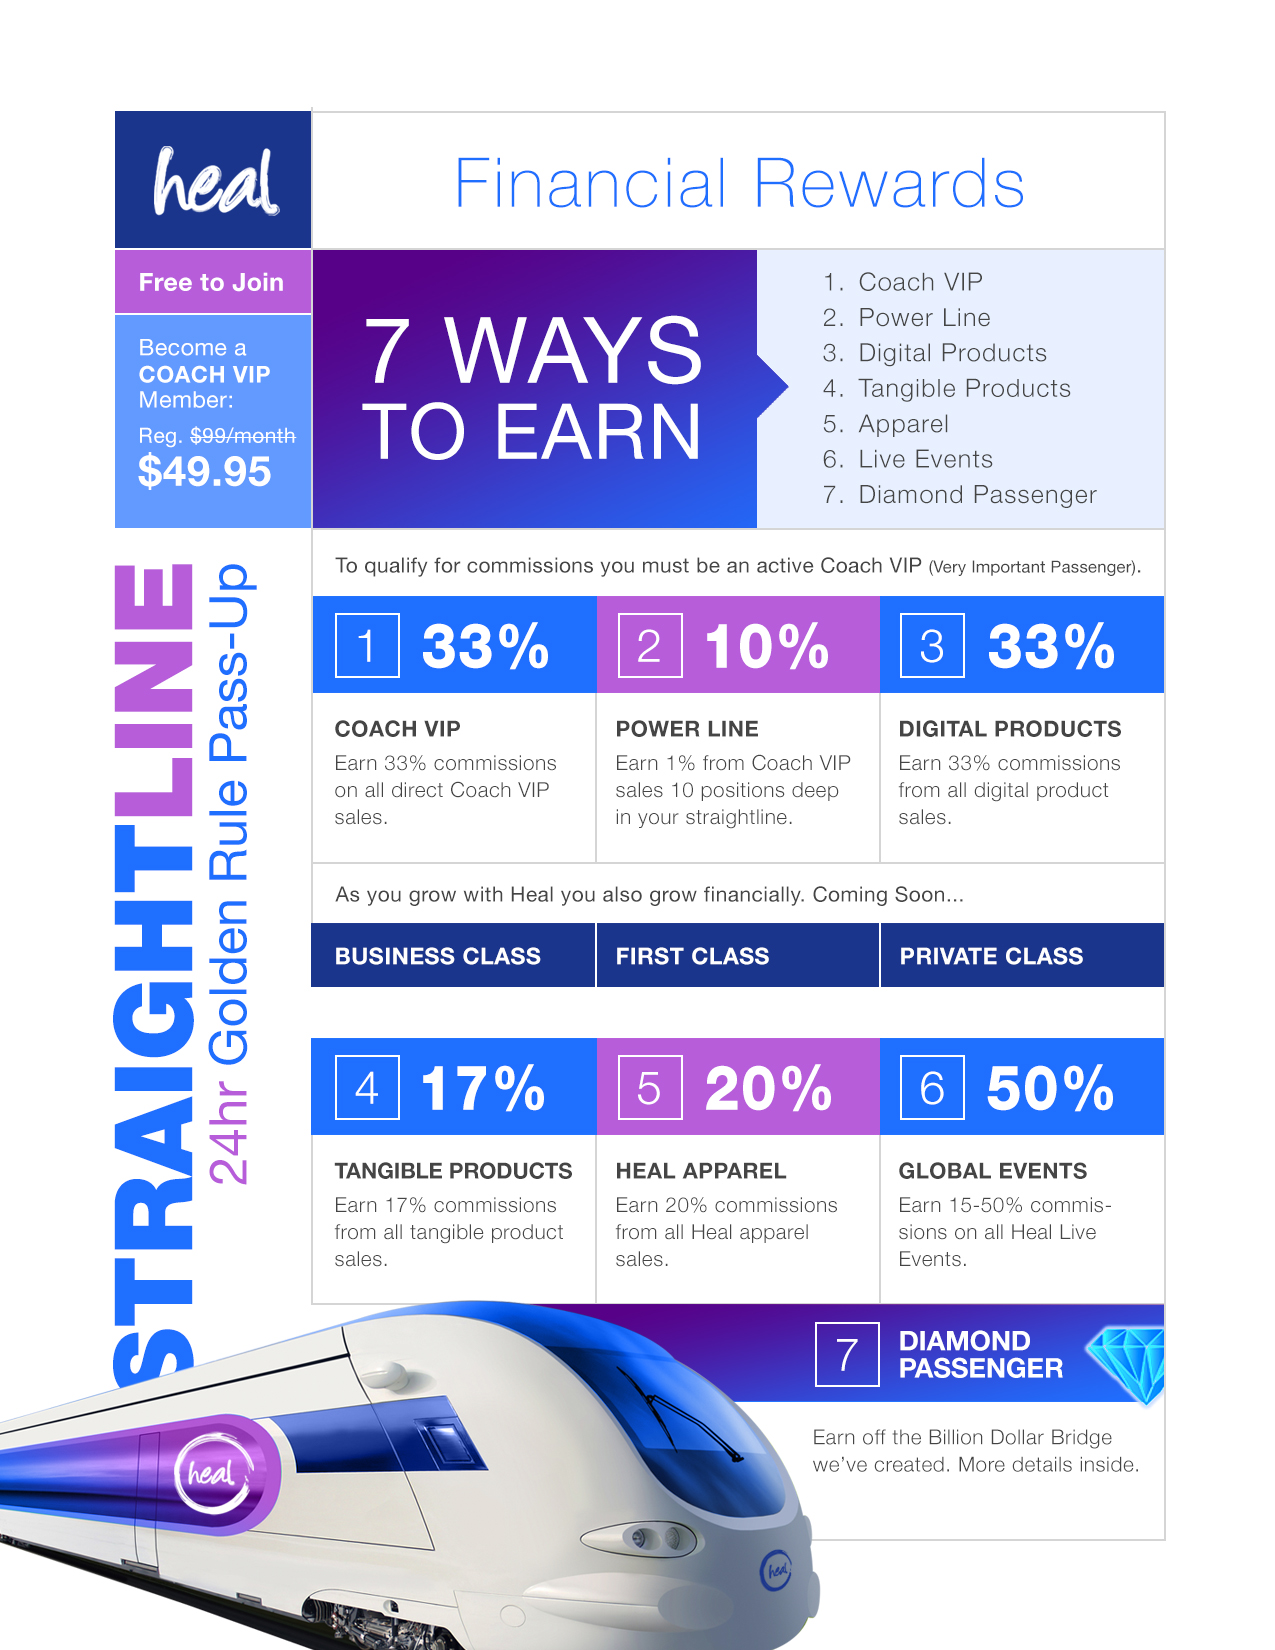 heal
Financial Rewards
Free to Join
Become a
COACH VIP
Member:
Reg. $99/month
$49.95
7 WAYS
TO EARN
1. Coach VIP
2. Power Line
3. Digital Products
4. Tangible Products
5. Apparel
6. Live Events
7. Diamond Passenger
STRAIGHTLINE
24hr Golden Rule Pass-Up
To qualify for commissions you must be an active Coach VIP (Very Important Passenger).
1 33%
COACH VIP
Earn 33% commissions
on all direct Coach VIP
sales.
2 10%
POWER LINE
Earn 1% from Coach VIP
sales 10 positions deep
in your straightline.
3 33%
DIGITAL PRODUCTS
Earn 33% commissions
from all digital product
sales.
As you grow with Heal you also grow financially. Coming Soon...
BUSINESS CLASS
FIRST CLASS
PRIVATE CLASS
4 17%
TANGIBLE PRODUCTS
Earn 17% commissions
from all tangible product
sales.
5 20%
HEAL APPAREL
Earn 20% commissions
from all Heal apparel
sales.
6 50%
GLOBAL EVENTS
Earn 15-50% commis-
sions on all Heal Live
Events.
7 DIAMOND
PASSENGER
Earn off the Billion Dollar Bridge
we've created. More details inside.
heal
heal